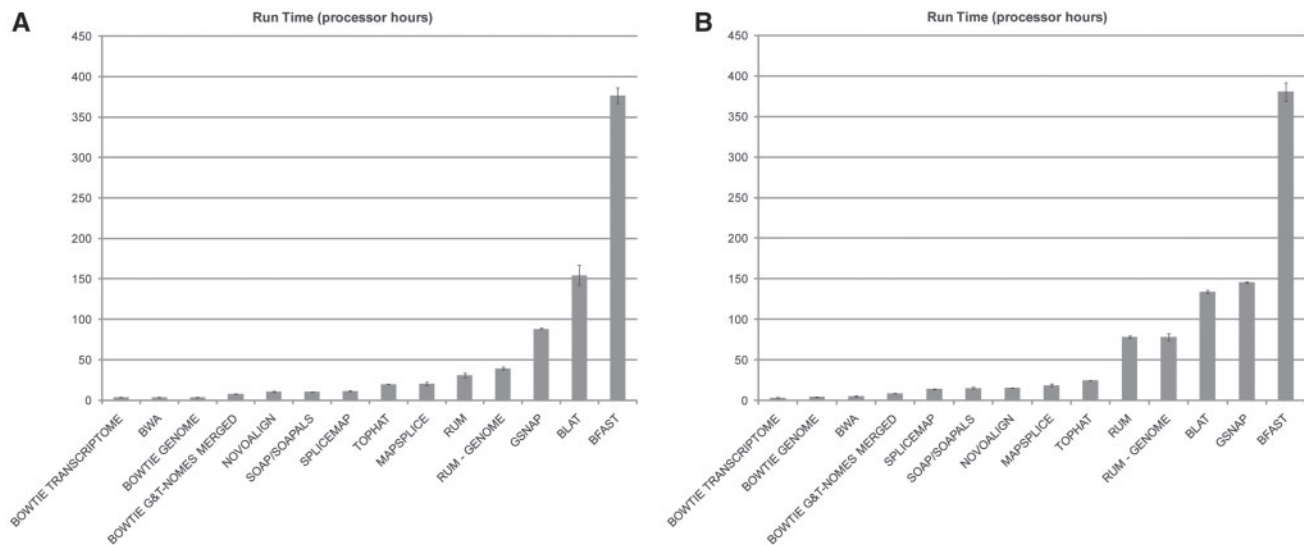 A
Run Time (processor hours)
450
400
350
300
250
200
150
100
50
0
BOWTIE TRANSCRIPTOME
BWA
BOWTIE GENOME
BOWTIE G&T-NOMES MERGED
NOVOALIGN
SOAP/SOAPALS
SPLICEMAP
TOPHAT
MAPSPLICE
RUM
RUM - GENOME
GSNAP
BLAT
BFAST
B
Run Time (processor hours)
450
400
350
300
250
200
150
100
50
0
BOWTIE TRANSCRIPTOME
BOWTIE GENOME
BWA
BOWTIE G&T-NOMES MERGED
SPLICEMAP
SOAP/SOAPALS
NOVOALIGN
MAPSPLICE
TOPHAT
RUM
RUM - GENOME
BLAT
GSNAP
BFAST